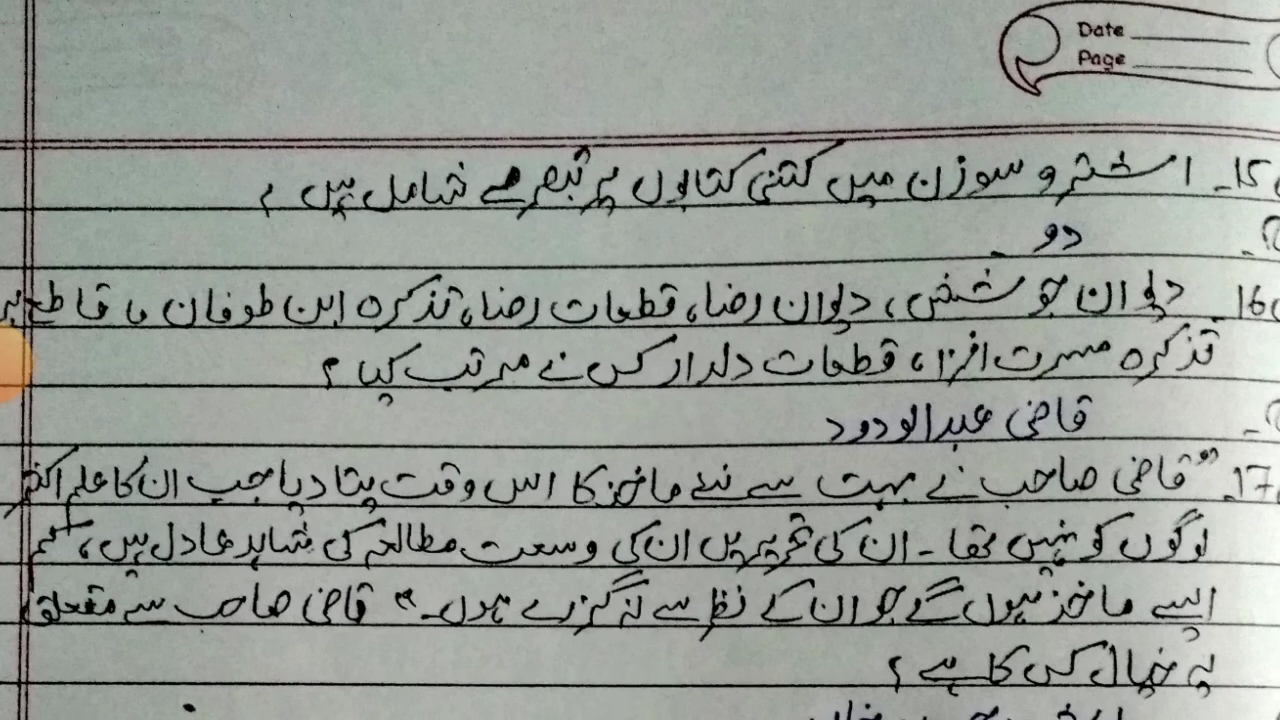 Date
Page
15۔ اشتر و سوزن میں کتنی کتابوں پر تبصرے شامل ہیں ؟
دو ۔
16۔ دیوان جوشش، دیوان رضا، قطعات رضا، تذکرہ ابن طوفان، قاطع
تذکرہ مسرت افزا، قطعات دلدار کس نے مرتب کیا ؟
قاضی عبدالودود
17۔ "قاضی صاحب نے بہت سے نئے ماخذ کا اس وقت پتا دیا جب ان کا علم اکثر
لوگوں کو نہیں تھا ۔ ان کی تحریریں ان کی وسعت مطالعہ کی شاہد عادل ہیں، کم
ایسے ماخذ ہوں گے جو ان کے نظر سے نہ گزرے ہوں۔" قاضی صاحب سے متعلق
یہ خیال کس کا ہے ؟